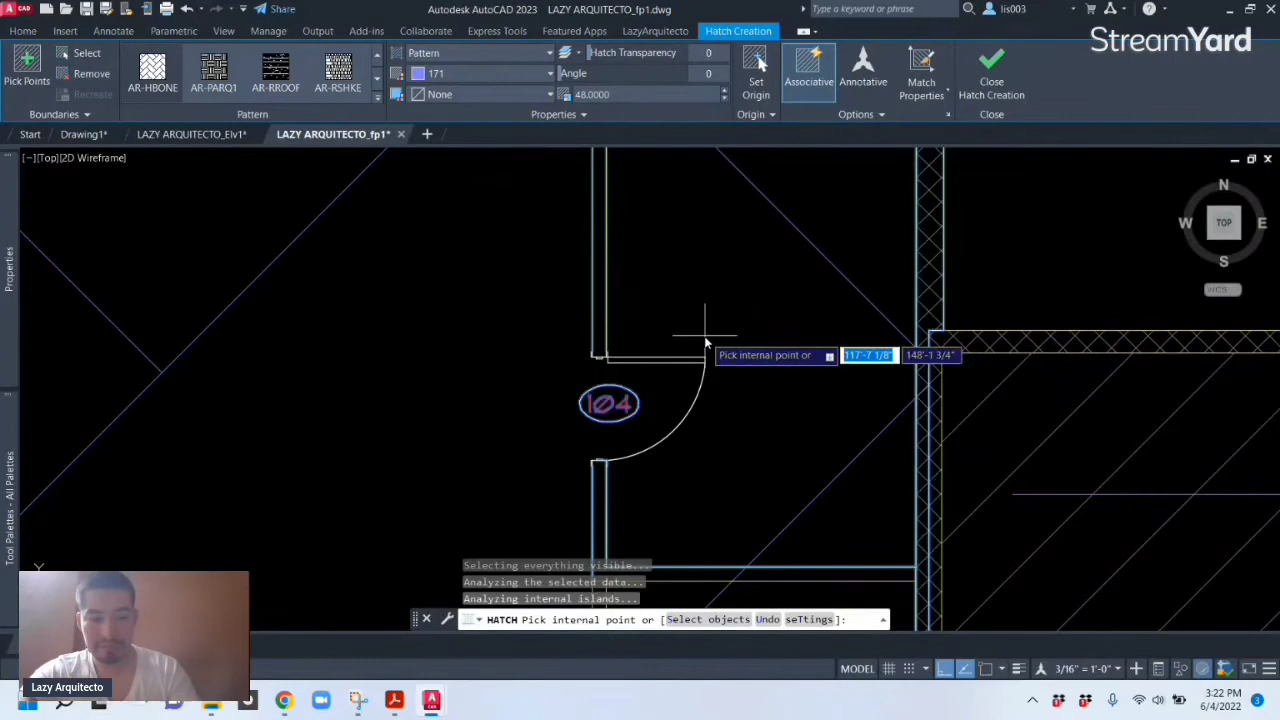 Share
Autodesk AutoCAD 2023 LAZY ARQUITECTO_fp1.dwg
Type a keyword or phrase
lis003
Home Insert Annotate Parametric View Manage Output Add-ins Collaborate Express Tools Featured Apps LazyArquitecto Hatch Creation
StreamYard
Pick Points
Select
Remove
Recreate
Boundaries
AR-HBONE AR-PARQ1 AR-RROOF AR-RSHKE
Pattern
Pattern
171
None
Hatch Transparency 0
Angle 0
48.0000
Properties
Set Origin
Origin
Associative
Annotative
Match Properties
Options
Close Hatch Creation
Close
Start Drawing1* LAZY ARQUITECTO_Elv1* LAZY ARQUITECTO_fp1*
[−][Top][2D Wireframe]
N
W TOP E
S
WCS
Properties
Tool Palettes - All Palettes
Pick internal point or 117'-7 1/8" 148'-1 3/4"
104
Selecting everything visible...
Analyzing the selected data...
Analyzing internal islands...
HATCH Pick internal point or [Select objects Undo seTtings]:
Y
Lazy Arquitecto
MODEL 3/16" = 1'-0"
3:22 PM
6/4/2022
3